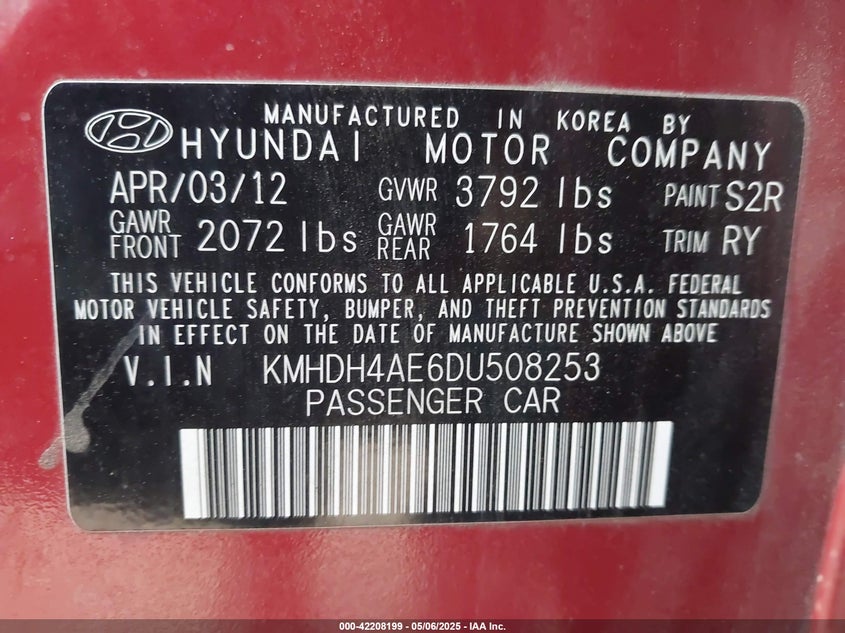 MANUFACTURED IN KOREA BY
HYUNDAI MOTOR COMPANY
APR/03/12 GVWR 3792 lbs PAINT S2R
GAWR FRONT 2072 lbs GAWR REAR 1764 lbs TRIM RY
THIS VEHICLE CONFORMS TO ALL APPLICABLE U.S.A. FEDERAL
MOTOR VEHICLE SAFETY, BUMPER, AND THEFT PREVENTION STANDARDS
IN EFFECT ON THE DATE OF MANUFACTURE SHOWN ABOVE
V.I.N KMHDH4AE6DU508253
PASSENGER CAR
000-42208199 - 05/06/2025 - IAA Inc.